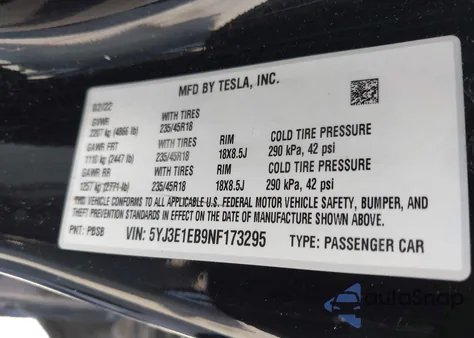 MFD BY TESLA, INC.
GVWR WITH TIRES
2207 kg (4866 lb) 235/45R18 RIM COLD TIRE PRESSURE
GAWR FRT WITH TIRES
1110 kg (2447 lb) 235/45R18 18X8.5J 290 kPa, 42 psi
GAWR RR WITH TIRES RIM COLD TIRE PRESSURE
1257 kg 235/45R18 18X8.5J 290 kPa, 42 psi
THIS VEHICLE CONFORMS TO ALL APPLICABLE U.S. FEDERAL MOTOR VEHICLE SAFETY, BUMPER, AND
THEFT PREVENTION STANDARDS IN EFFECT ON THE DATE OF MANUFACTURE SHOWN ABOVE.
PNT: PBSB VIN: 5YJ3E1EB9NF173295 TYPE: PASSENGER CAR
autoSnap